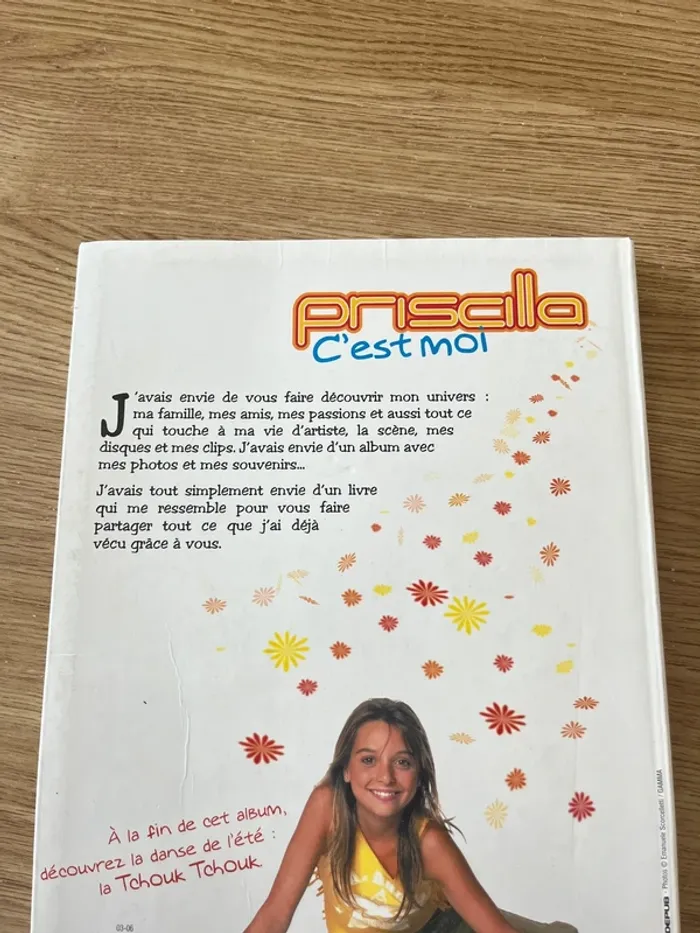 priscilla
C'est moi
J'avais envie de vous faire découvrir mon univers :
ma famille, mes amis, mes passions et aussi tout ce
qui touche à ma vie d'artiste, la scène, mes
disques et mes clips. J'avais envie d'un album avec
mes photos et mes souvenirs...
J'avais tout simplement envie d'un livre
qui me ressemble pour vous faire
partager tout ce que j'ai déjà
vécu grâce à vous.
À la fin de cet album,
découvrez la danse de l'été :
la Tchouk Tchouk.
03-06
Photos © Emanuele Scorcelletti / GAMMA